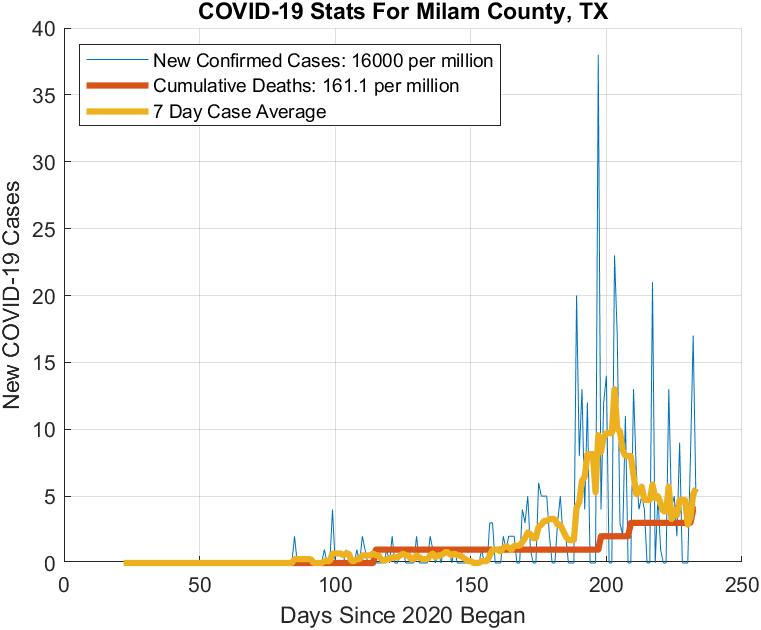 COVID-19 Stats For Milam County, TX
New Confirmed Cases: 16000 per million
Cumulative Deaths: 161.1 per million
7 Day Case Average
New COVID-19 Cases
40
35
30
25
20
15
10
5
0
0 50 100 150 200 250
Days Since 2020 Began